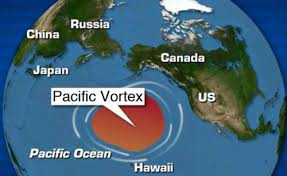 Russia
China
Canada
Japan
Pacific Vortex
US
Pacific Ocean
Hawaii